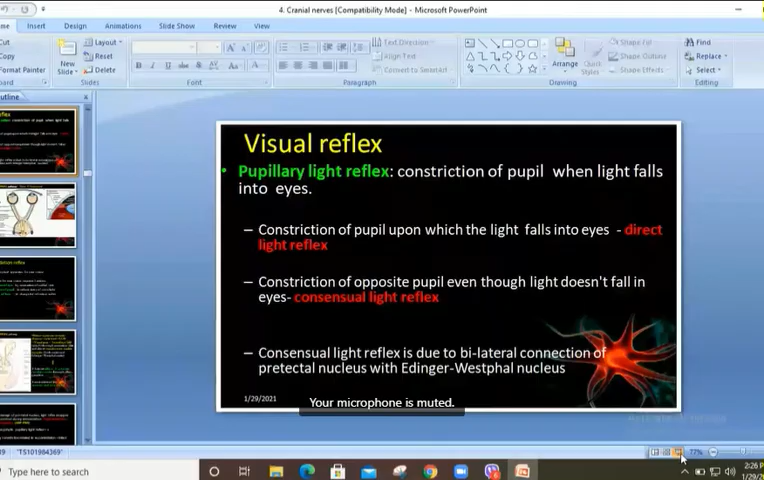 4. Cranial nerves [Compatibility Mode] - Microsoft PowerPoint
Insert Design Animations Slide Show Review View
Layout
Reset
Delete
New
Slide
Format Painter
Slides
Font
Text Direction
Align Text
Convert to SmartArt
Paragraph
Arrange
Quick
Styles
Shape Fill
Shape Outline
Shape Effects
Drawing
Find
Replace
Select
Editing
Visual reflex
• Pupillary light reflex: constriction of pupil when light falls
into eyes.
– Constriction of pupil upon which the light falls into eyes - direct
light reflex
– Constriction of opposite pupil even though light doesn't fall in
eyes- consensual light reflex
– Consensual light reflex is due to bi-lateral connection of
pretectal nucleus with Edinger-Westphal nucleus
1/29/2021
Your microphone is muted.
"TS101984369"
77%
Type here to search
2:26 P